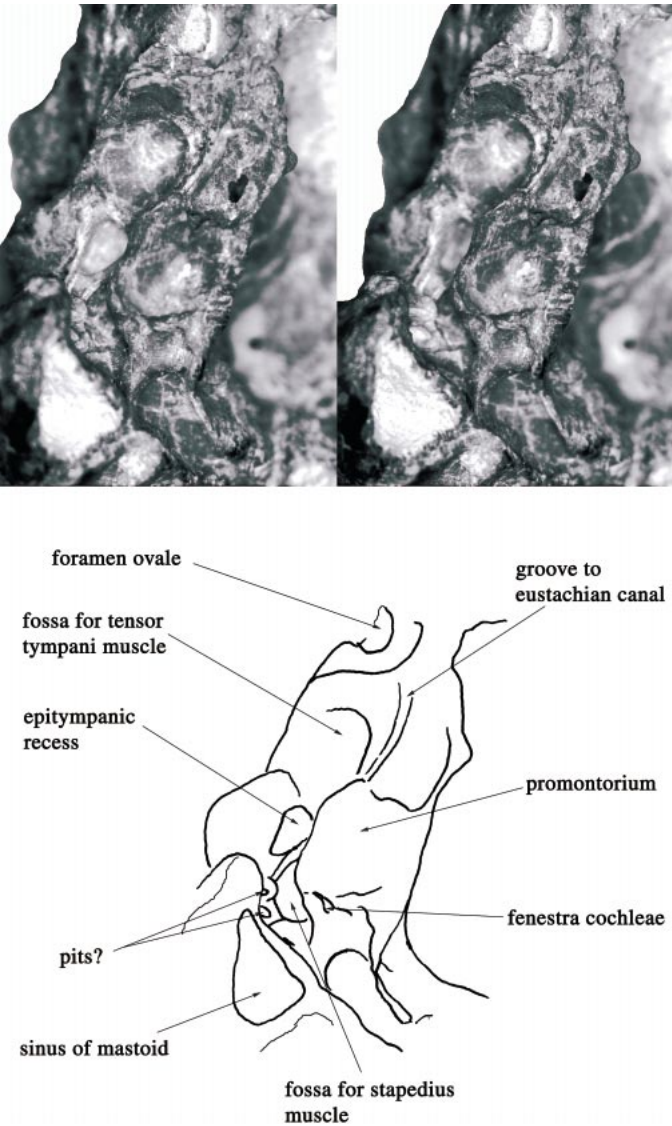 foramen ovale
groove to
eustachian canal
fossa for tensor
tympani muscle
epitympanic
recess
promontorium
fenestra cochleae
pits?
sinus of mastoid
fossa for stapedius
muscle